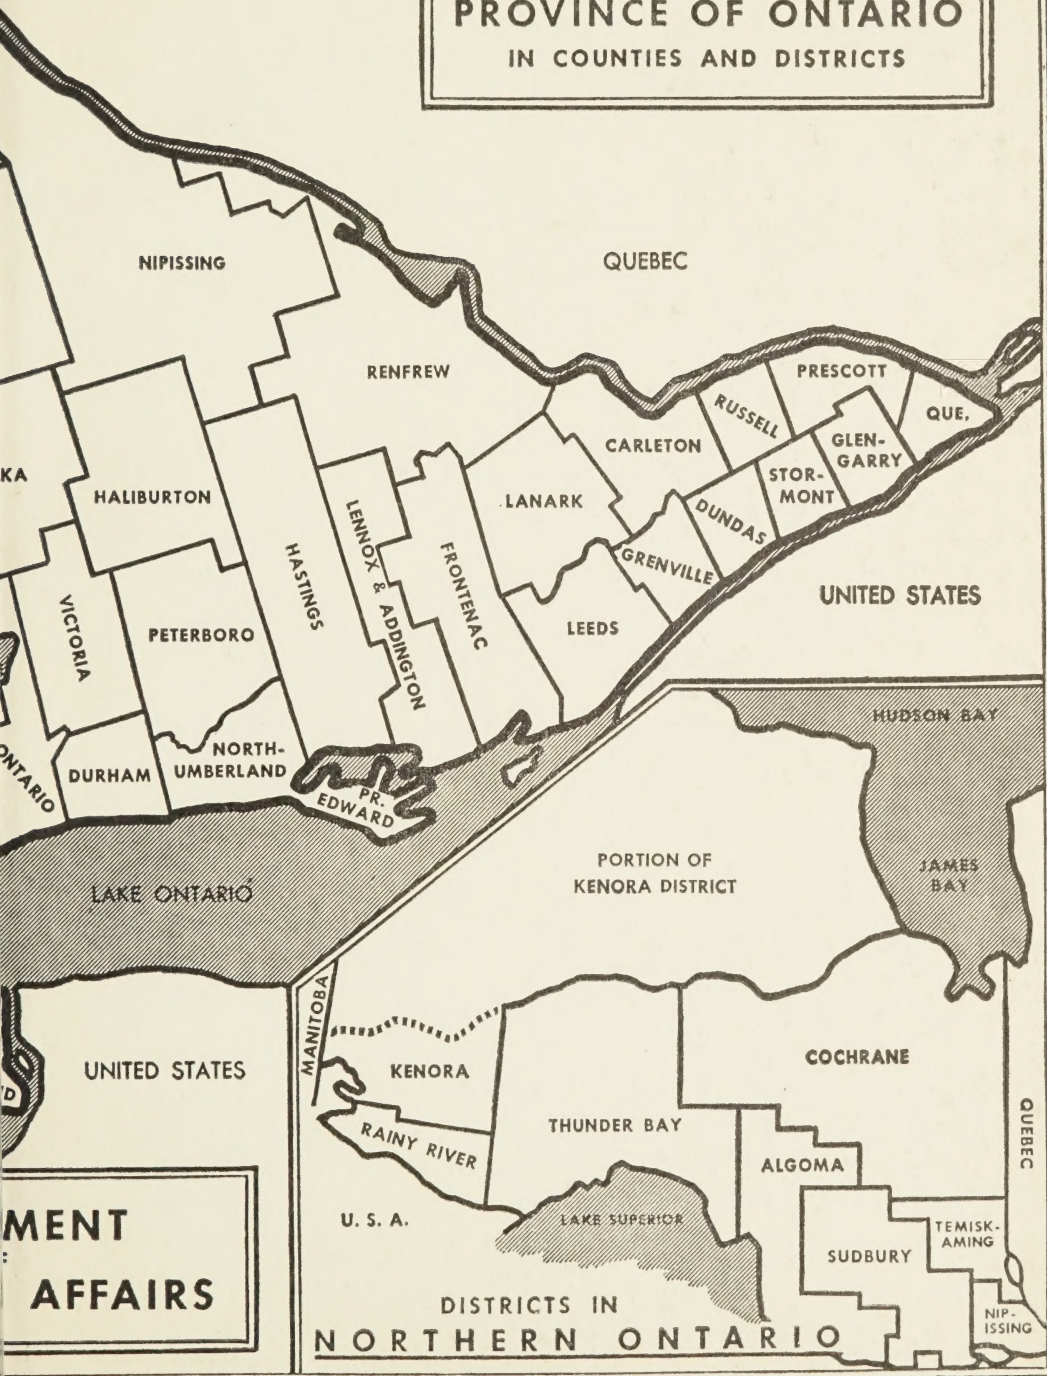 PROVINCE OF ONTARIO
IN COUNTIES AND DISTRICTS
NIPISSING
QUEBEC
RENFREW
PRESCOTT
RUSSELL
QUE.
CARLETON
GLEN-
GARRY
STOR-
MONT
KA
HALIBURTON
LANARK
LENNOX & ADDINGTON
DUNDAS
HASTINGS
FRONTENAC
GRENVILLE
VICTORIA
PETERBORO
LEEDS
UNITED STATES
ONTARIO
DURHAM
NORTH-
UMBERLAND
PR.
EDWARD
HUDSON BAY
LAKE ONTARIO
PORTION OF
KENORA DISTRICT
JAMES
BAY
MANITOBA
UNITED STATES
KENORA
COCHRANE
D
RAINY RIVER
THUNDER BAY
QUEBEC
ALGOMA
U. S. A.
LAKE SUPERIOR
TEMISK-
AMING
SUDBURY
NIP-
ISSING
MENT
AFFAIRS
DISTRICTS IN
NORTHERN ONTARIO